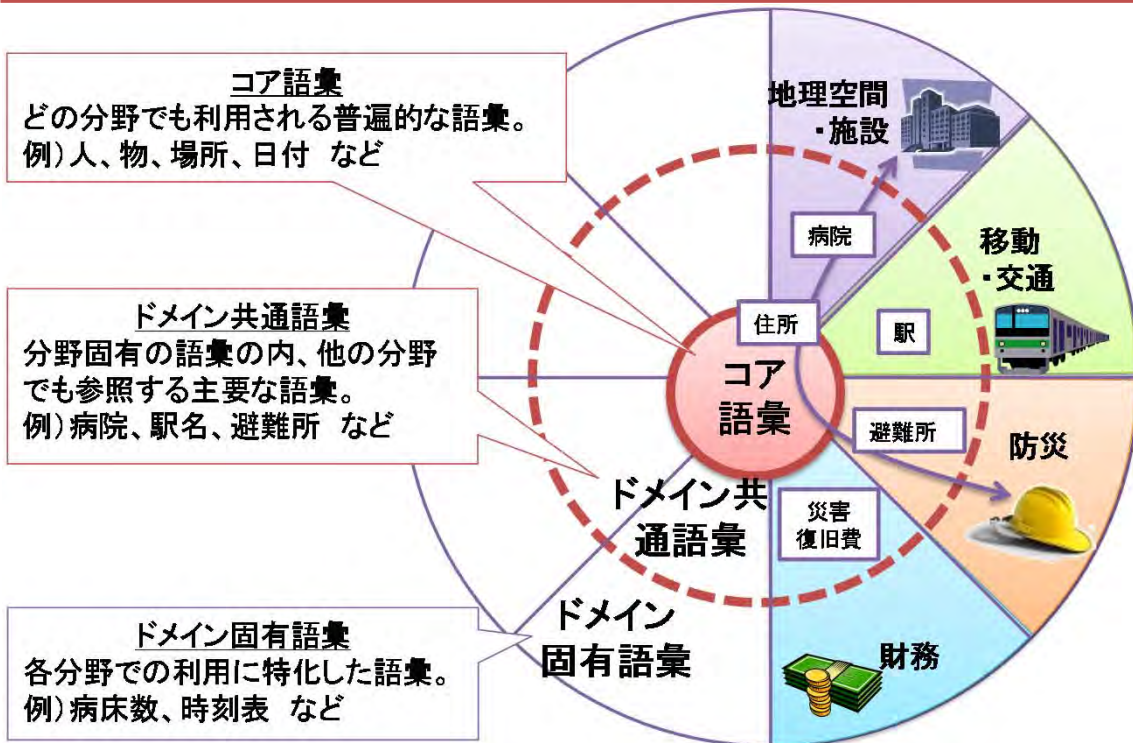 コア語彙
どの分野でも利用される普遍的な語彙。
例）人、物、場所、日付 など
ドメイン共通語彙
分野固有の語彙の内、他の分野
でも参照する主要な語彙。
例）病院、駅名、避難所 など
ドメイン固有語彙
各分野での利用に特化した語彙。
例）病床数、時刻表 など
地理空間
・施設
病院
移動
・交通
駅
住所
コア
語彙
避難所
防災
災害
復旧費
財務
ドメイン共
通語彙
ドメイン
固有語彙